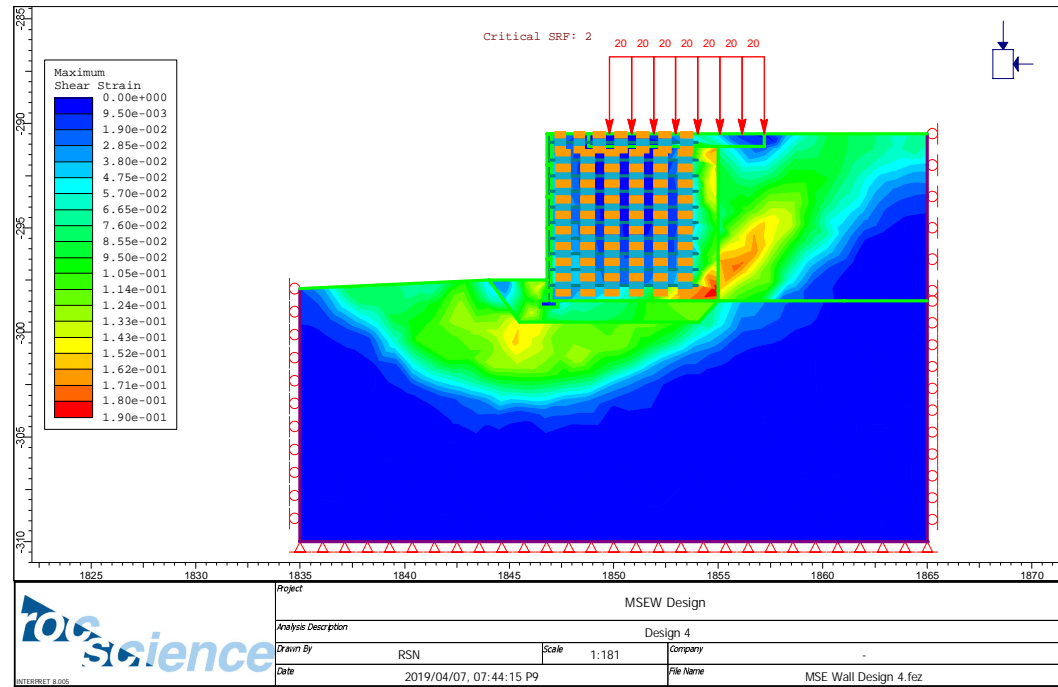 Critical SRF: 2
20 20 20 20 20 20 20
Maximum
Shear Strain
0.00e+000
9.50e-003
1.90e-002
2.85e-002
3.80e-002
4.75e-002
5.70e-002
6.65e-002
7.60e-002
8.55e-002
9.50e-002
1.05e-001
1.14e-001
1.24e-001
1.33e-001
1.43e-001
1.52e-001
1.62e-001
1.71e-001
1.80e-001
1.90e-001
-285
-290
-295
-300
-305
-310
1825 1830 1835 1840 1845 1850 1855 1860 1865 1870
rocscience
INTERPRET 8.005
Project
MSEW Design
Analysis Description
Design 4
Drawn By RSN Scale 1:181 Company -
Date 2019/04/07, 07:44:15 P9 File Name MSE Wall Design 4.fez